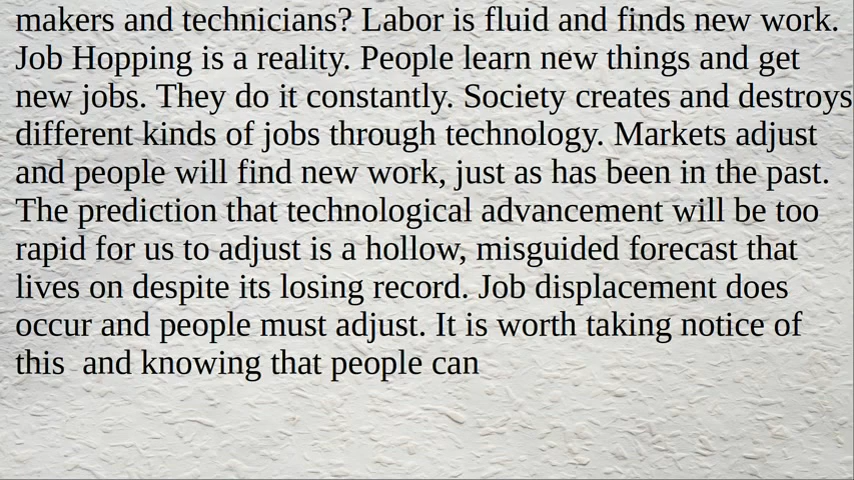 makers and technicians? Labor is fluid and finds new work.
Job Hopping is a reality. People learn new things and get
new jobs. They do it constantly. Society creates and destroys
different kinds of jobs through technology. Markets adjust
and people will find new work, just as has been in the past.
The prediction that technological advancement will be too
rapid for us to adjust is a hollow, misguided forecast that
lives on despite its losing record. Job displacement does
occur and people must adjust. It is worth taking notice of
this  and knowing that people can